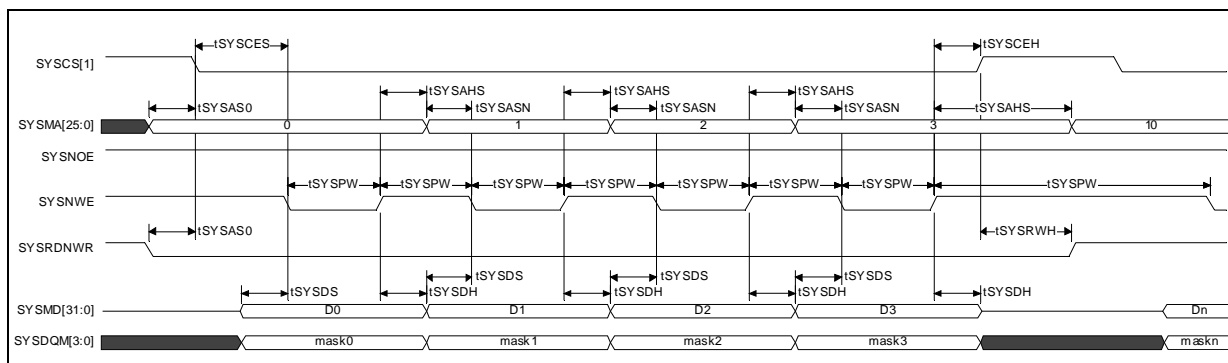 tSYSCES
tSYSCEH
SYSCS[1]
tSYSAHS tSYSAHS tSYSAHS
tSYSAS0 tSYSASN tSYSASN tSYSASN tSYSAHS
SYSMA[25:0] 0 1 2 3 10
SYSNOE
tSYSPW tSYSPW tSYSPW tSYSPW tSYSPW tSYSPW tSYSPW tSYSPW
SYSNWE
tSYSAS0 tSYSRWH
SYSRDNWR
tSYSDS tSYSDS tSYSDS
tSYSDS tSYSDH tSYSDH tSYSDH tSYSDH
SYSMD[31:0] D0 D1 D2 D3 Dn
SYSDQM[3:0] mask0 mask1 mask2 mask3 maskn